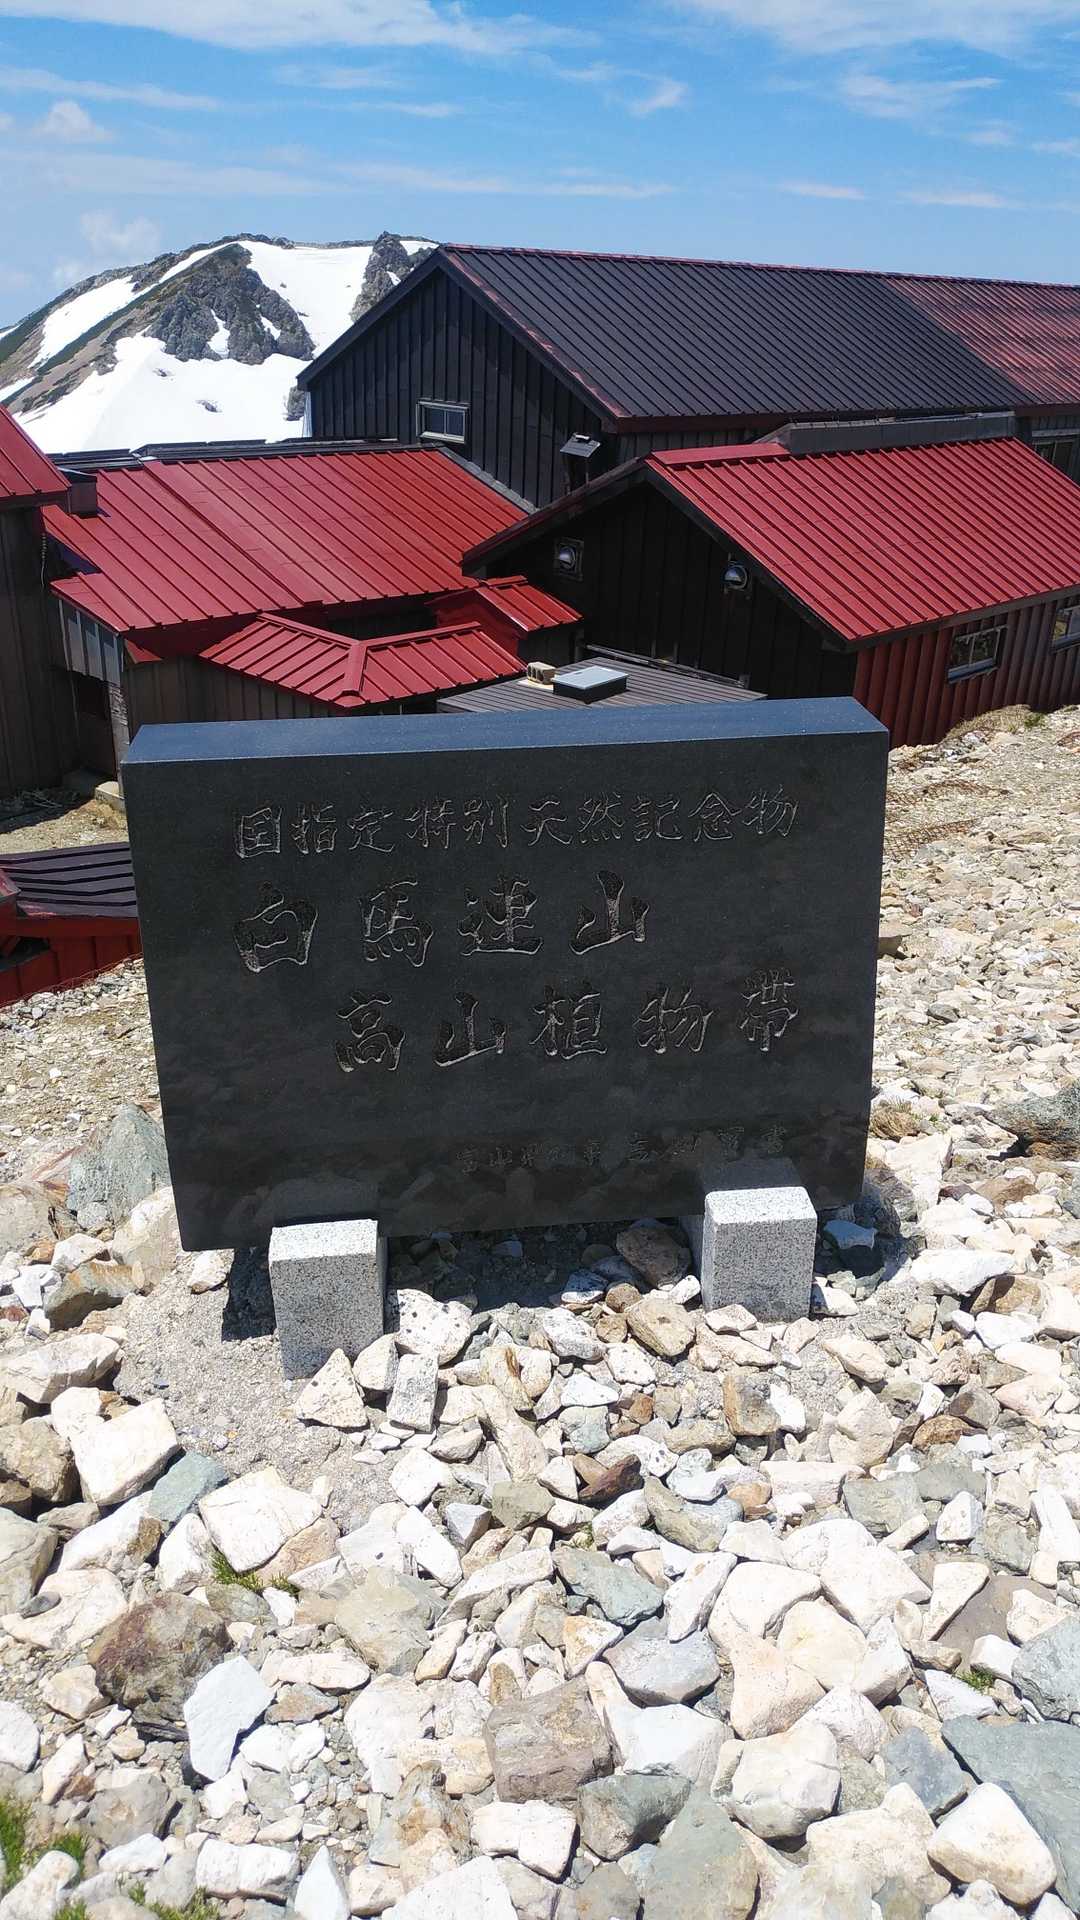 国指定特別天然記念物
白馬連山
高山植物帯